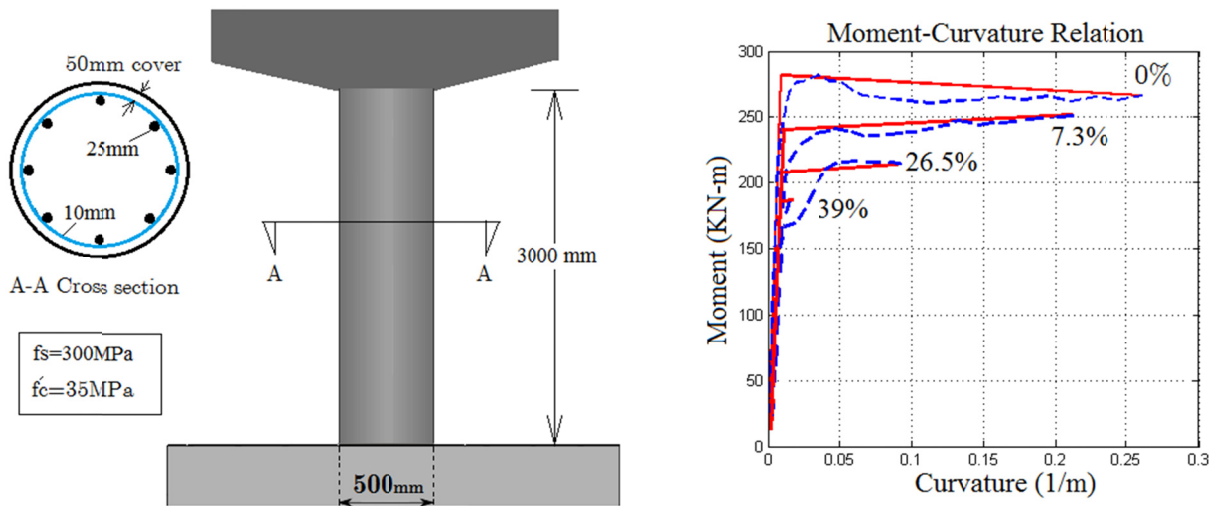 50mm cover
25mm
10mm
A-A Cross section
fs=300MPa
f'c=35MPa
A
A
3000 mm
500mm
Moment-Curvature Relation
Moment (KN-m)
300
250
200
150
100
50
0
0%
7.3%
26.5%
39%
0
0.05
0.1
0.15
0.2
0.25
0.3
Curvature (1/m)